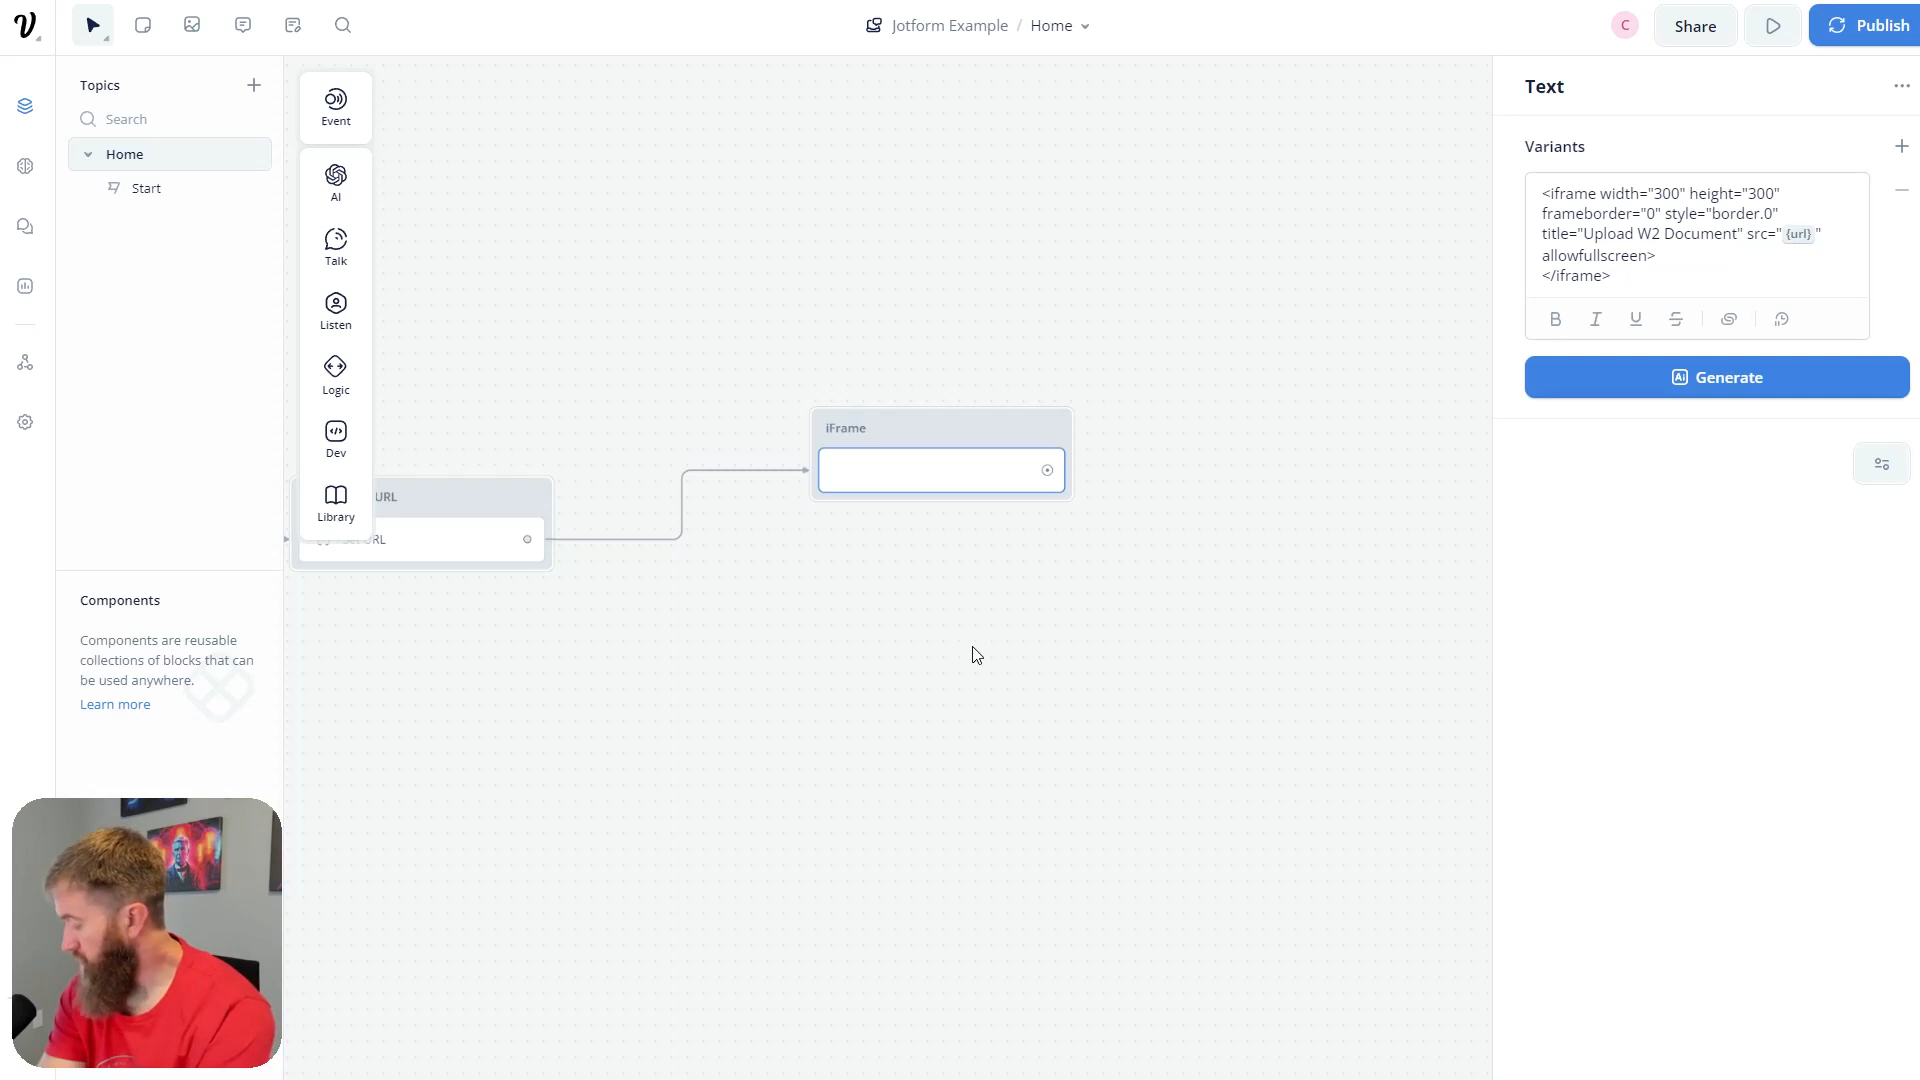 Jotform Example / Home
C
Share
Publish
Topics
Search
Home
Start
Event
AI
Talk
Listen
Logic
Dev
Library
URL
URL
iFrame
Components
Components are reusable
collections of blocks that can
be used anywhere.
Learn more
Text
Variants
<iframe width="300" height="300"
frameborder="0" style="border.0"
title="Upload W2 Document" src="{url}"
allowfullscreen>
</iframe>
B I U S
Ai Generate